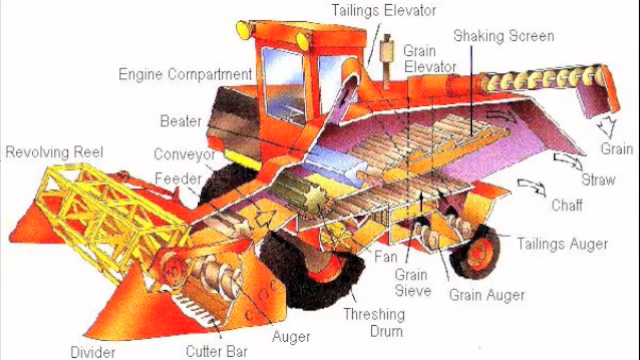 Tailings Elevator
Shaking Screen
Grain
Elevator
Engine Compartment
Beater
Revolving Reel
Conveyor
Feeder
Grain
Straw
Chaff
Tailings Auger
Fan
Grain
Sieve
Grain Auger
Threshing
Drum
Auger
Divider
Cutter Bar